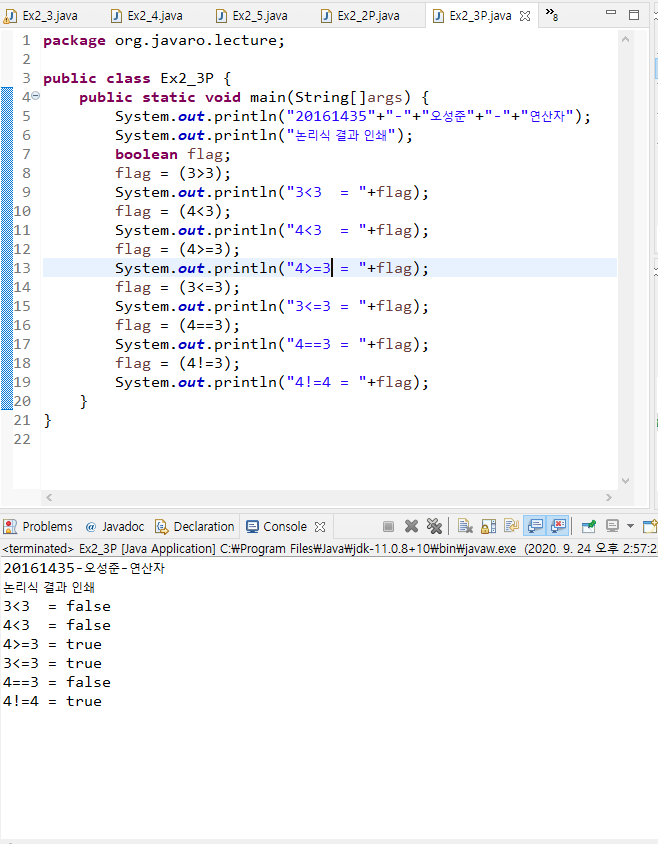 Ex2_3.java Ex2_4.java Ex2_5.java Ex2_2P.java Ex2_3P.java »8
1 package org.javaro.lecture;
2
3 public class Ex2_3P {
4 public static void main(String[]args) {
5 System.out.println("20161435"+"-"+"오성준"+"-"+"연산자");
6 System.out.println("논리식 결과 인쇄");
7 boolean flag;
8 flag = (3>3);
9 System.out.println("3<3  = "+flag);
10 flag = (4<3);
11 System.out.println("4<3  = "+flag);
12 flag = (4>=3);
13 System.out.println("4>=3 = "+flag);
14 flag = (3<=3);
15 System.out.println("3<=3 = "+flag);
16 flag = (4==3);
17 System.out.println("4==3 = "+flag);
18 flag = (4!=3);
19 System.out.println("4!=4 = "+flag);
20 }
21 }
22
Problems @ Javadoc Declaration Console
<terminated> Ex2_3P [Java Application] C:₩Program Files₩Java₩jdk-11.0.8+10₩bin₩javaw.exe (2020. 9. 24 오후 2:57:2
20161435-오성준-연산자
논리식 결과 인쇄
3<3  = false
4<3  = false
4>=3 = true
3<=3 = true
4==3 = false
4!=4 = true